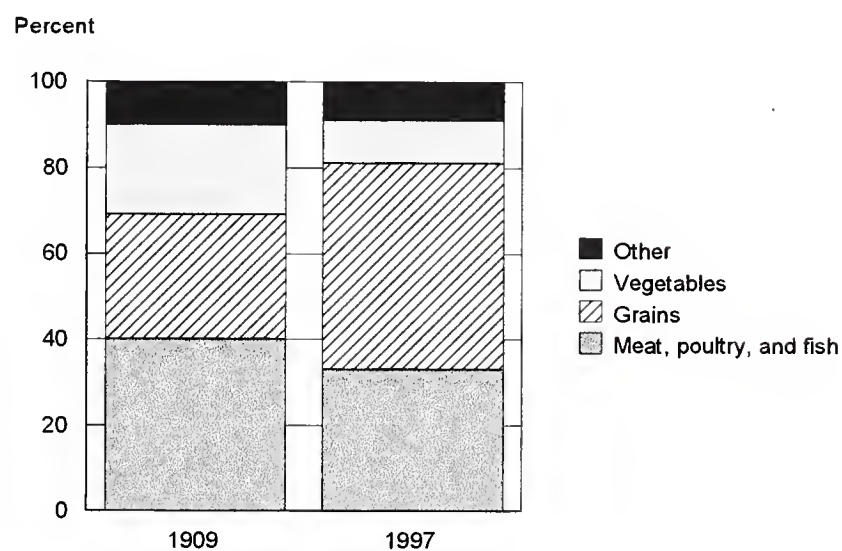 Percent
100
80
60
40
20
0
1909 1997
Other
Vegetables
Grains
Meat, poultry, and fish